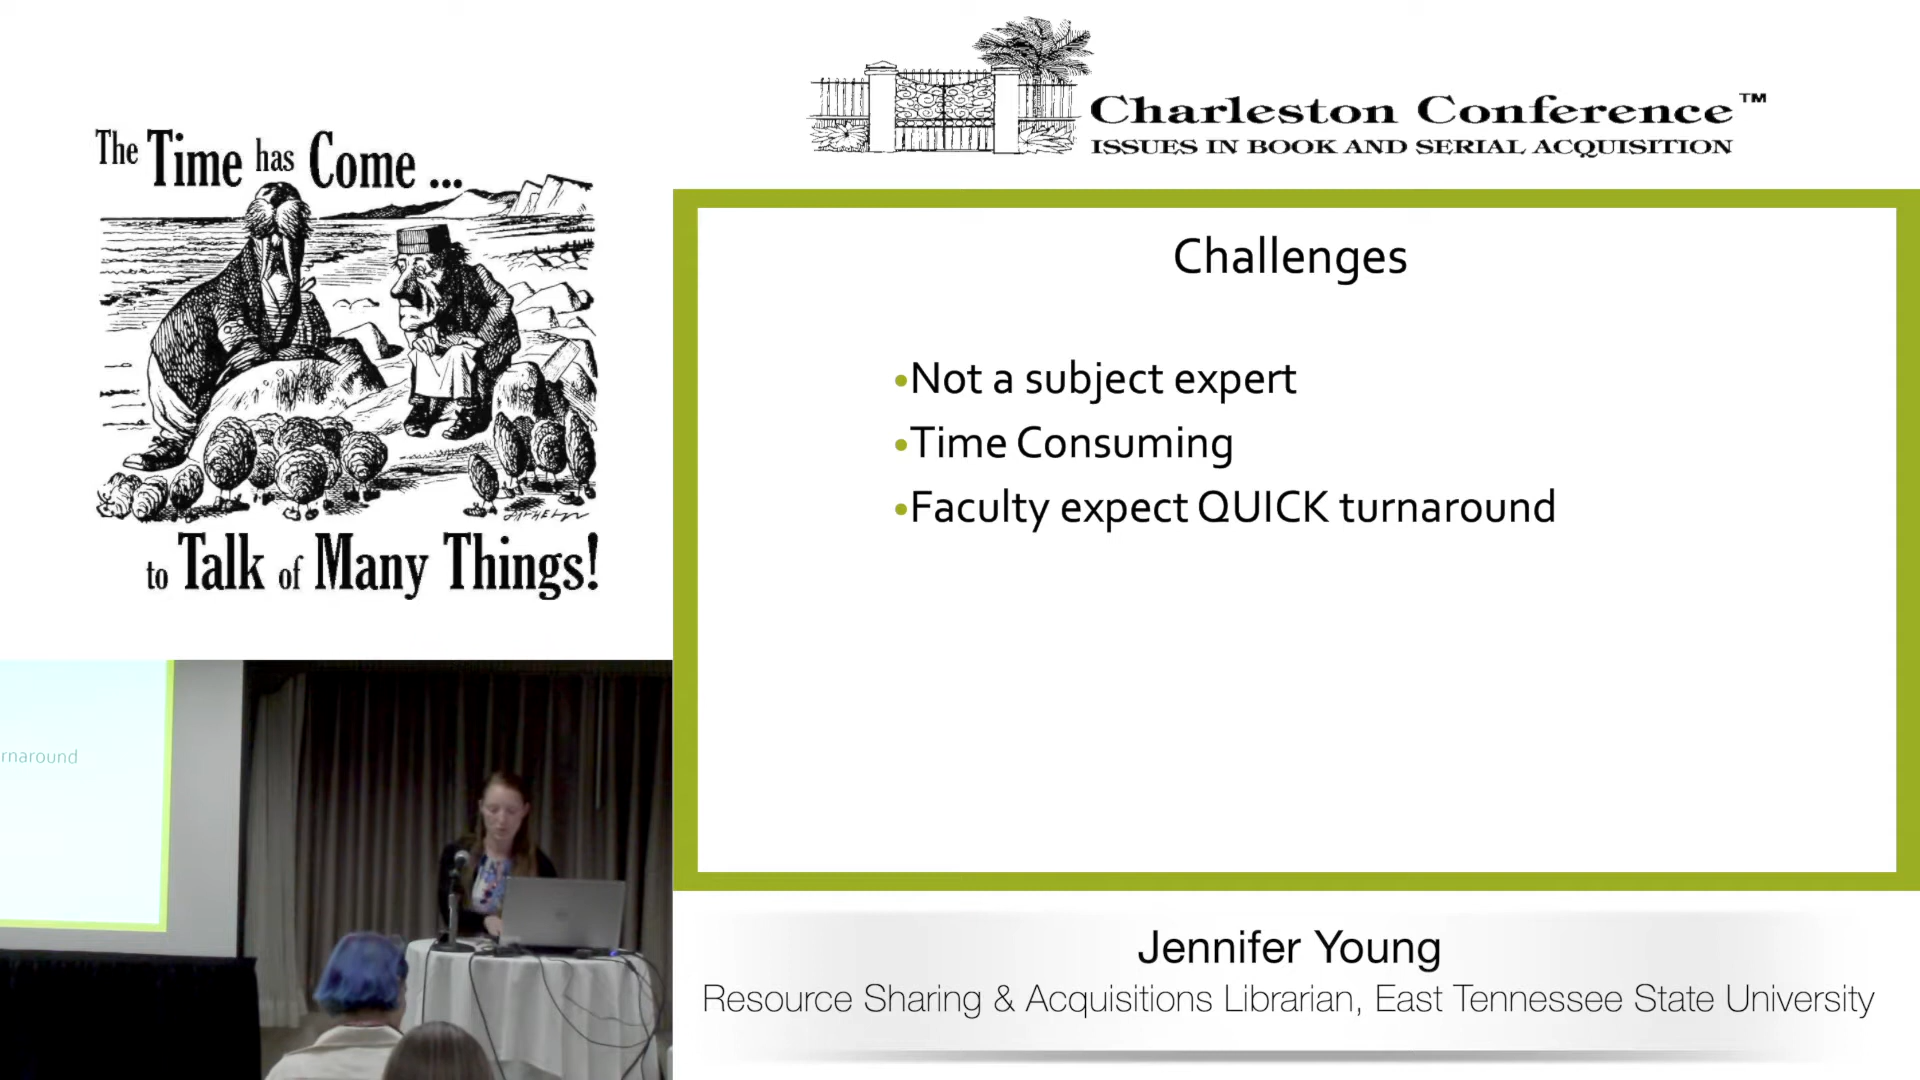 The Time has Come ...
to Talk of Many Things!
Charleston Conference™
ISSUES IN BOOK AND SERIAL ACQUISITION
Challenges
•Not a subject expert
•Time Consuming
•Faculty expect QUICK turnaround
rnaround
Jennifer Young
Resource Sharing & Acquisitions Librarian, East Tennessee State University